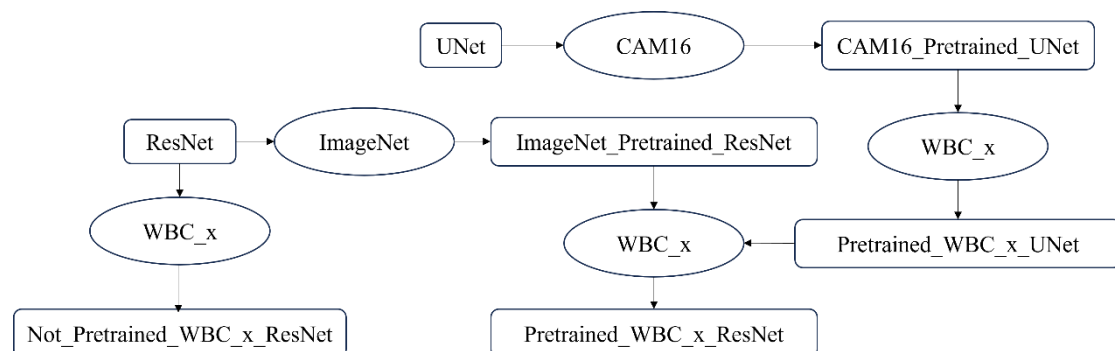 UNet
CAM16
CAM16_Pretrained_UNet
ResNet
ImageNet
ImageNet_Pretrained_ResNet
WBC_x
WBC_x
WBC_x
Pretrained_WBC_x_UNet
Not_Pretrained_WBC_x_ResNet
Pretrained_WBC_x_ResNet